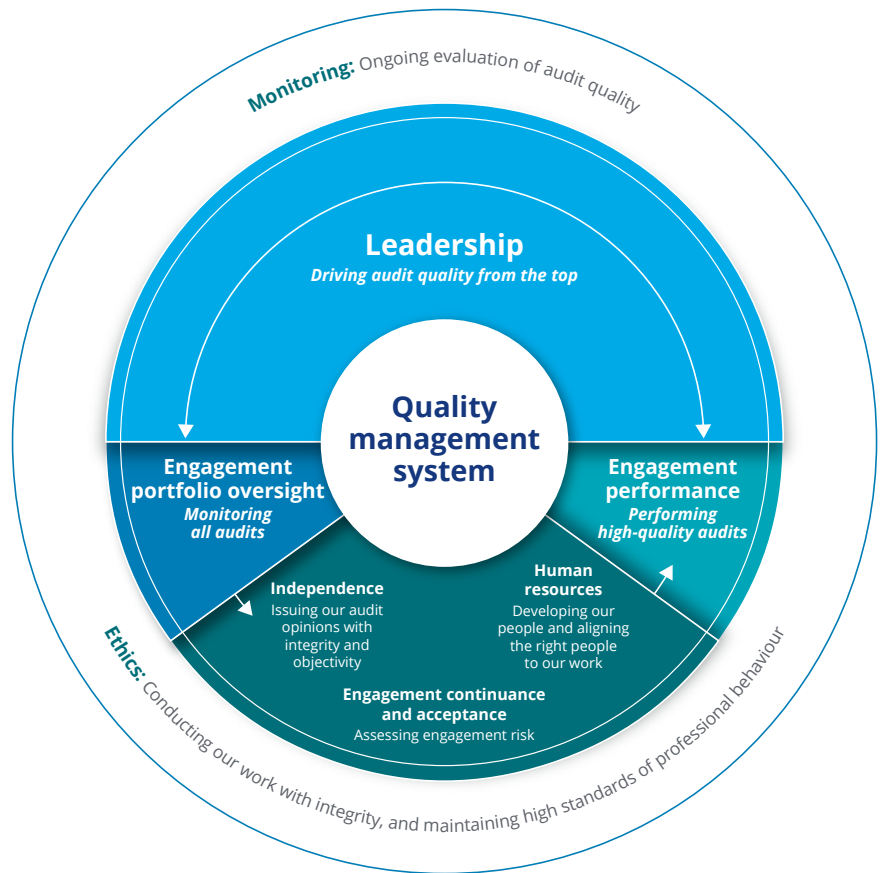 Monitoring: Ongoing evaluation of audit quality
Leadership
Driving audit quality from the top
Quality
management
system
Engagement
portfolio oversight
Monitoring
all audits
Engagement
performance
Performing
high-quality audits
Independence
Issuing our audit
opinions with
integrity and
objectivity
Human
resources
Developing our
people and aligning
the right people
to our work
Engagement continuance
and acceptance
Assessing engagement risk
Ethics: Conducting our work with integrity, and maintaining high standards of professional behaviour